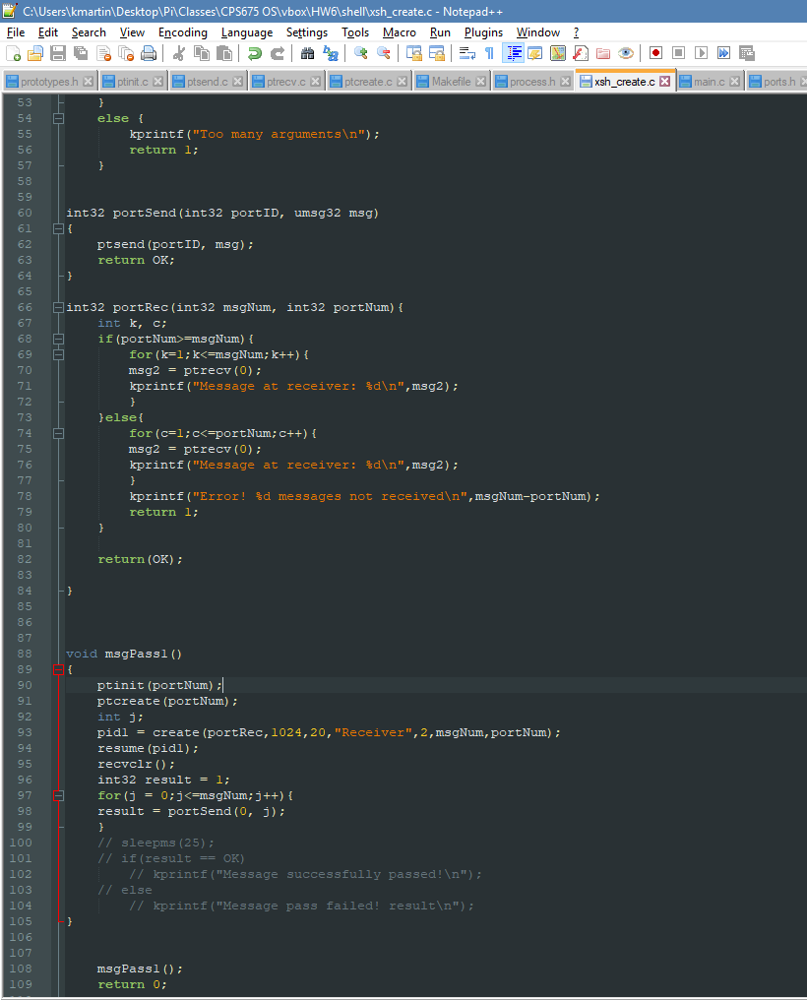 C:\Users\kmartin\Desktop\Pi\Classes\CPS675 OS\vbox\HW6\shell\xsh_create.c - Notepad++
File Edit Search View Encoding Language Settings Tools Macro Run Plugins Window ?
prototypes.h ptinit.c ptsend.c ptrecv.c ptcreate.c Makefile process.h xsh_create.c main.c ports.h
53 }
54 else {
55 kprintf("Too many arguments\n");
56 return 1;
57 }
58
59
60 int32 portSend(int32 portID, umsg32 msg)
61 {
62 ptsend(portID, msg);
63 return OK;
64 }
65
66 int32 portRec(int32 msgNum, int32 portNum){
67 int k, c;
68 if(portNum>=msgNum){
69 for(k=1;k<=msgNum;k++){
70 msg2 = ptrecv(0);
71 kprintf("Message at receiver: %d\n",msg2);
72 }
73 }else{
74 for(c=1;c<=portNum;c++){
75 msg2 = ptrecv(0);
76 kprintf("Message at receiver: %d\n",msg2);
77 }
78 kprintf("Error! %d messages not received\n",msgNum-portNum);
79 return 1;
80 }
81
82 return(OK);
83
84 }
85
86
87
88 void msgPass1()
89 {
90 ptinit(portNum);
91 ptcreate(portNum);
92 int j;
93 pid1 = create(portRec,1024,20,"Receiver",2,msgNum,portNum);
94 resume(pid1);
95 recvclr();
96 int32 result = 1;
97 for(j = 0;j<=msgNum;j++){
98 result = portSend(0, j);
99 }
100 // sleepms(25);
101 // if(result == OK)
102 // kprintf("Message successfully passed!\n");
103 // else
104 // kprintf("Message pass failed! result\n");
105 }
106
107
108 msgPass1();
109 return 0;